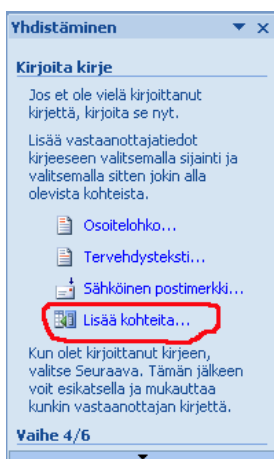 Yhdistäminen
Kirjoita kirje
Jos et ole vielä kirjoittanut
kirjettä, kirjoita se nyt.
Lisää vastaanottajatiedot
kirjeeseen valitsemalla sijainti ja
valitsemalla sitten jokin alla
olevista kohteista.
Osoitelohko...
Tervehdysteksti...
Sähköinen postimerkki...
Lisää kohteita...
Kun olet kirjoittanut kirjeen,
valitse Seuraava. Tämän jälkeen
voit esikatsella ja mukauttaa
kunkin vastaanottajan kirjettä.
Vaihe 4/6